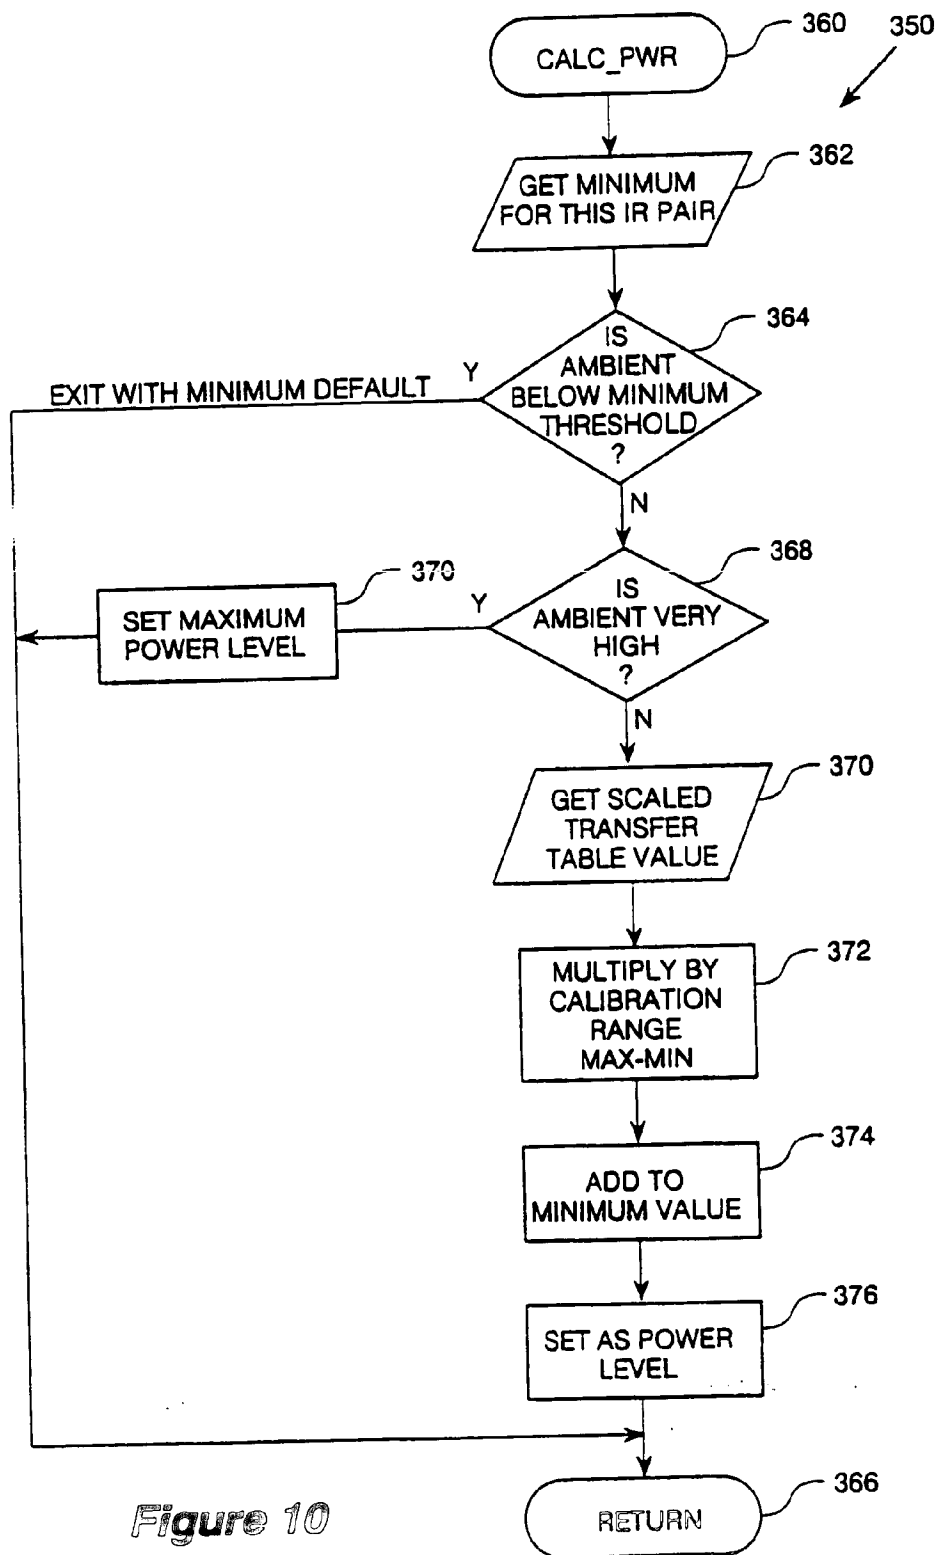 360
350
CALC_PWR
362
GET MINIMUM
FOR THIS IR PAIR
364
IS
AMBIENT
BELOW MINIMUM
THRESHOLD
?
Y
EXIT WITH MINIMUM DEFAULT
N
368
IS
AMBIENT VERY
HIGH
?
Y
370
SET MAXIMUM
POWER LEVEL
N
370
GET SCALED
TRANSFER
TABLE VALUE
372
MULTIPLY BY
CALIBRATION
RANGE
MAX-MIN
374
ADD TO
MINIMUM VALUE
376
SET AS POWER
LEVEL
366
RETURN
Figure 10